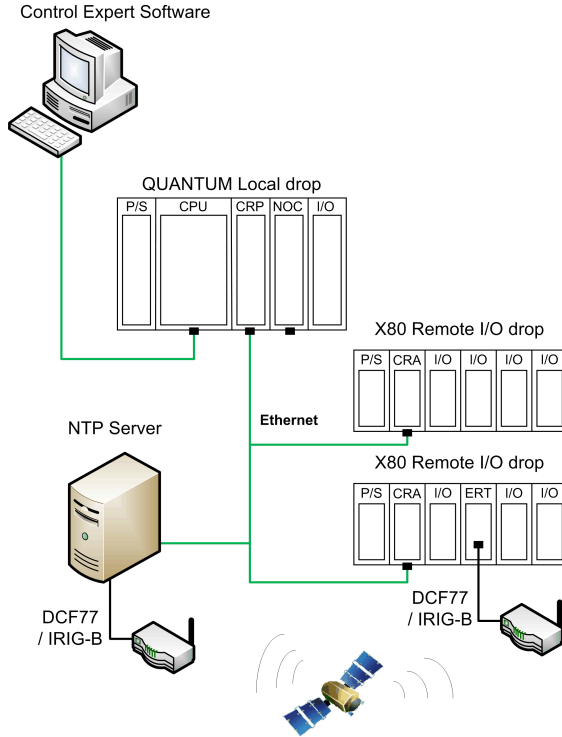 Control Expert Software
QUANTUM Local drop
P/S CPU CRP NOC I/O
X80 Remote I/O drop
P/S CRA I/O I/O I/O I/O
Ethernet
NTP Server
X80 Remote I/O drop
P/S CRA I/O ERT I/O I/O
DCF77
/ IRIG-B
DCF77
/ IRIG-B